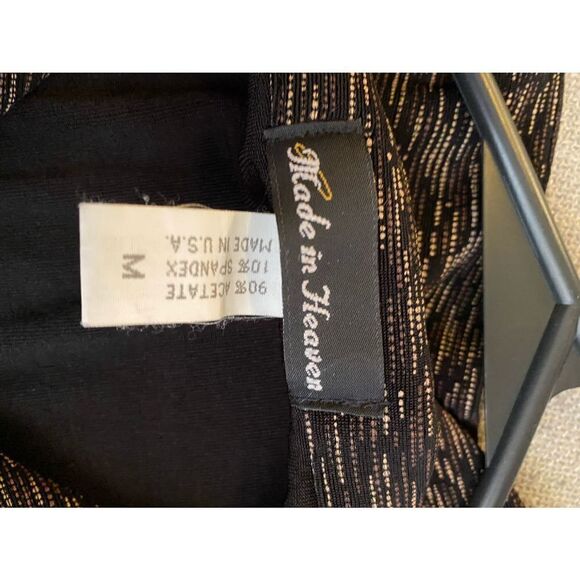 Made in Heaven
90% ACETATE
10% SPANDEX
MADE IN U.S.A.
M